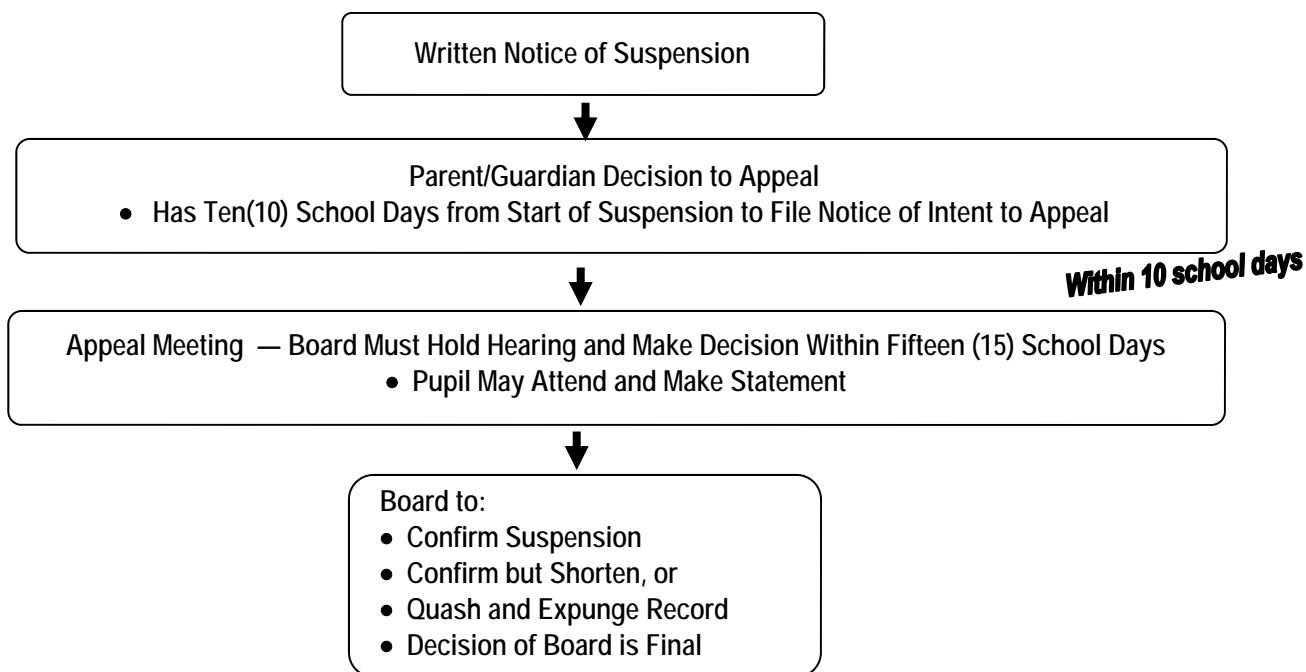 Written Notice of Suspension
Parent/Guardian Decision to Appeal
• Has Ten(10) School Days from Start of Suspension to File Notice of Intent to Appeal
Within 10 school days
Appeal Meeting — Board Must Hold Hearing and Make Decision Within Fifteen (15) School Days
• Pupil May Attend and Make Statement
Board to:
• Confirm Suspension
• Confirm but Shorten, or
• Quash and Expunge Record
• Decision of Board is Final